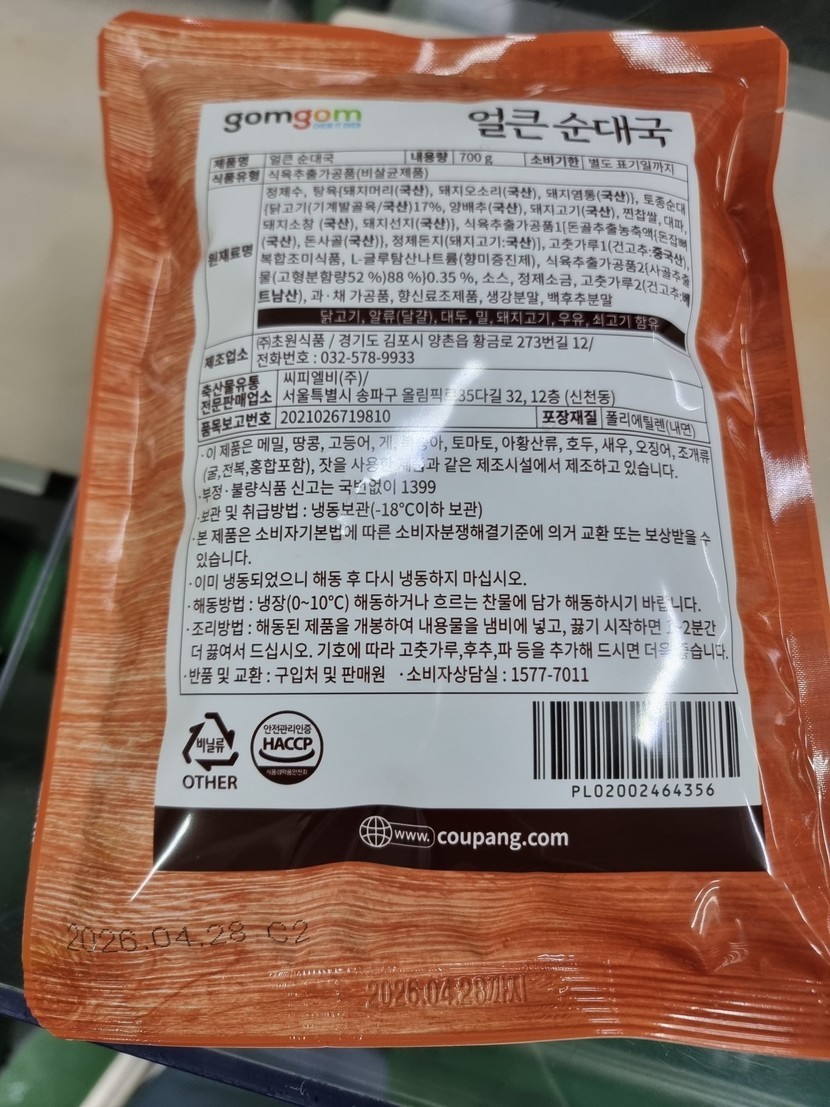 gomgom 얼큰 순대국
제품명 얼큰 순대국 내용량 700 g 소비기한 별도 표기일까지
식품유형 식육추출가공품(비살균제품)
원재료명 정제수, 탕육{돼지머리(국산), 돼지오소리(국산), 돼지염통(국산)}, 토종순대
{닭고기(기계발골육/국산)17%, 양배추(국산), 돼지고기(국산), 찐찹쌀, 대파,
돼지소창 (국산), 돼지선지(국산)}, 식육추출가공품1[돈골추출농축액{돈잡뼈
(국산), 돈사골(국산)}, 정제돈지(돼지고기:국산)], 고춧가루1(건고추:중국산),
복합조미식품, L-글루탐산나트륨(향미증진제), 식육추출가공품2{사골추출
물(고형분함량52 %)88 %}0.35 %, 소스, 정제소금, 고춧가루2(건고추:베
트남산), 과·채 가공품, 향신료조제품, 생강분말, 백후추분말
닭고기, 알류(달걀), 대두, 밀, 돼지고기, 우유, 쇠고기 함유
제조업소 ㈜초원식품 / 경기도 김포시 양촌읍 황금로 273번길 12/
전화번호 : 032-578-9933
축산물유통 씨피엘비(주)/
전문판매업소 서울특별시 송파구 올림픽로35다길 32, 12층 (신천동)
품목보고번호 2021026719810 포장재질 폴리에틸렌(내면)
·이 제품은 메밀, 땅콩, 고등어, 게, 토마토, 아황산류, 호두, 새우, 오징어, 조개류
(굴,전복,홍합포함), 잣을 사용한 제품과 같은 제조시설에서 제조하고 있습니다.
·부정·불량식품 신고는 국번없이 1399
·보관 및 취급방법 : 냉동보관(-18℃이하 보관)
·본 제품은 소비자기본법에 따른 소비자분쟁해결기준에 의거 교환 또는 보상받을 수
있습니다.
·이미 냉동되었으니 해동 후 다시 냉동하지 마십시오.
·해동방법 : 냉장(0~10℃) 해동하거나 흐르는 찬물에 담가 해동하시기 바랍니다.
·조리방법 : 해동된 제품을 개봉하여 내용물을 냄비에 넣고, 끓기 시작하면 1~2분간
더 끓여서 드십시오. 기호에 따라 고춧가루,후추,파 등을 추가해 드시면 더욱 좋습니다.
·반품 및 교환 : 구입처 및 판매원 ·소비자상담실 : 1577-7011
비닐류
OTHER
안전관리인증
HACCP
식품의약품안전처
PL02002464356
www. coupang.com
2026.04.28 C2
2026.04.28까지